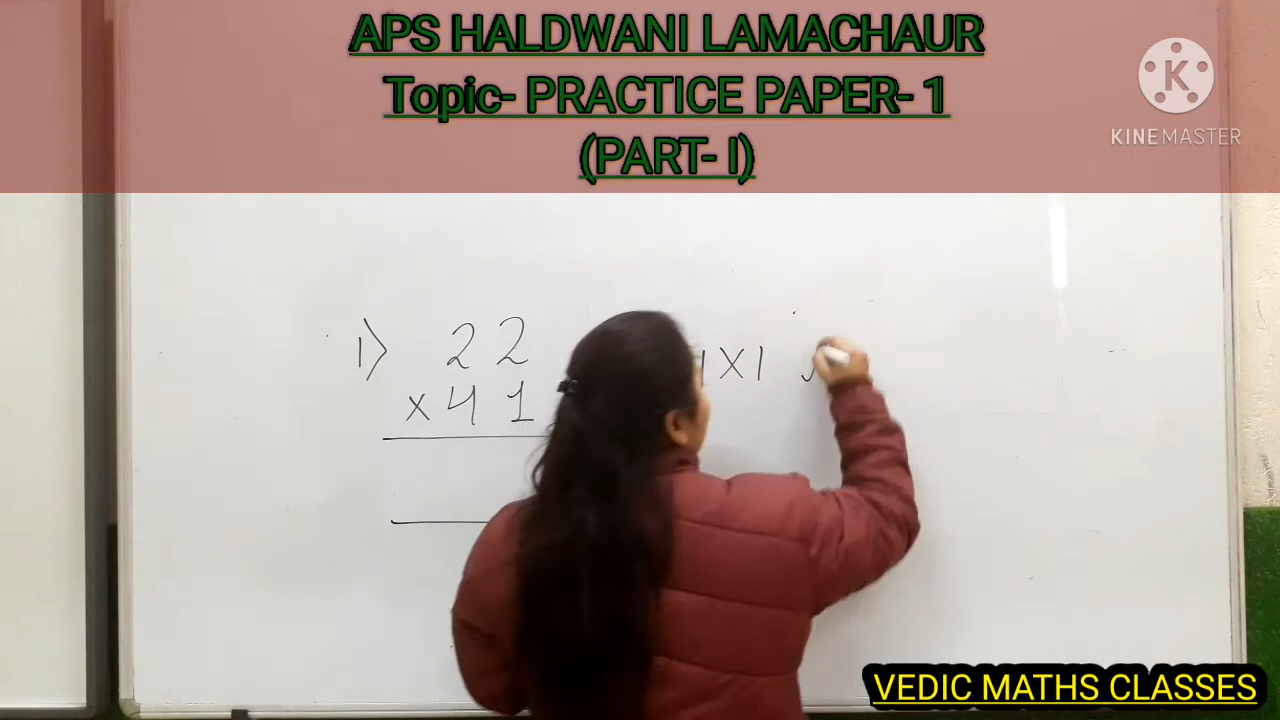 APS HALDWANI LAMACHAUR
Topic- PRACTICE PAPER- 1
(PART- I)
K
KINEMASTER
1) 22
x 41
1X1
VEDIC MATHS CLASSES